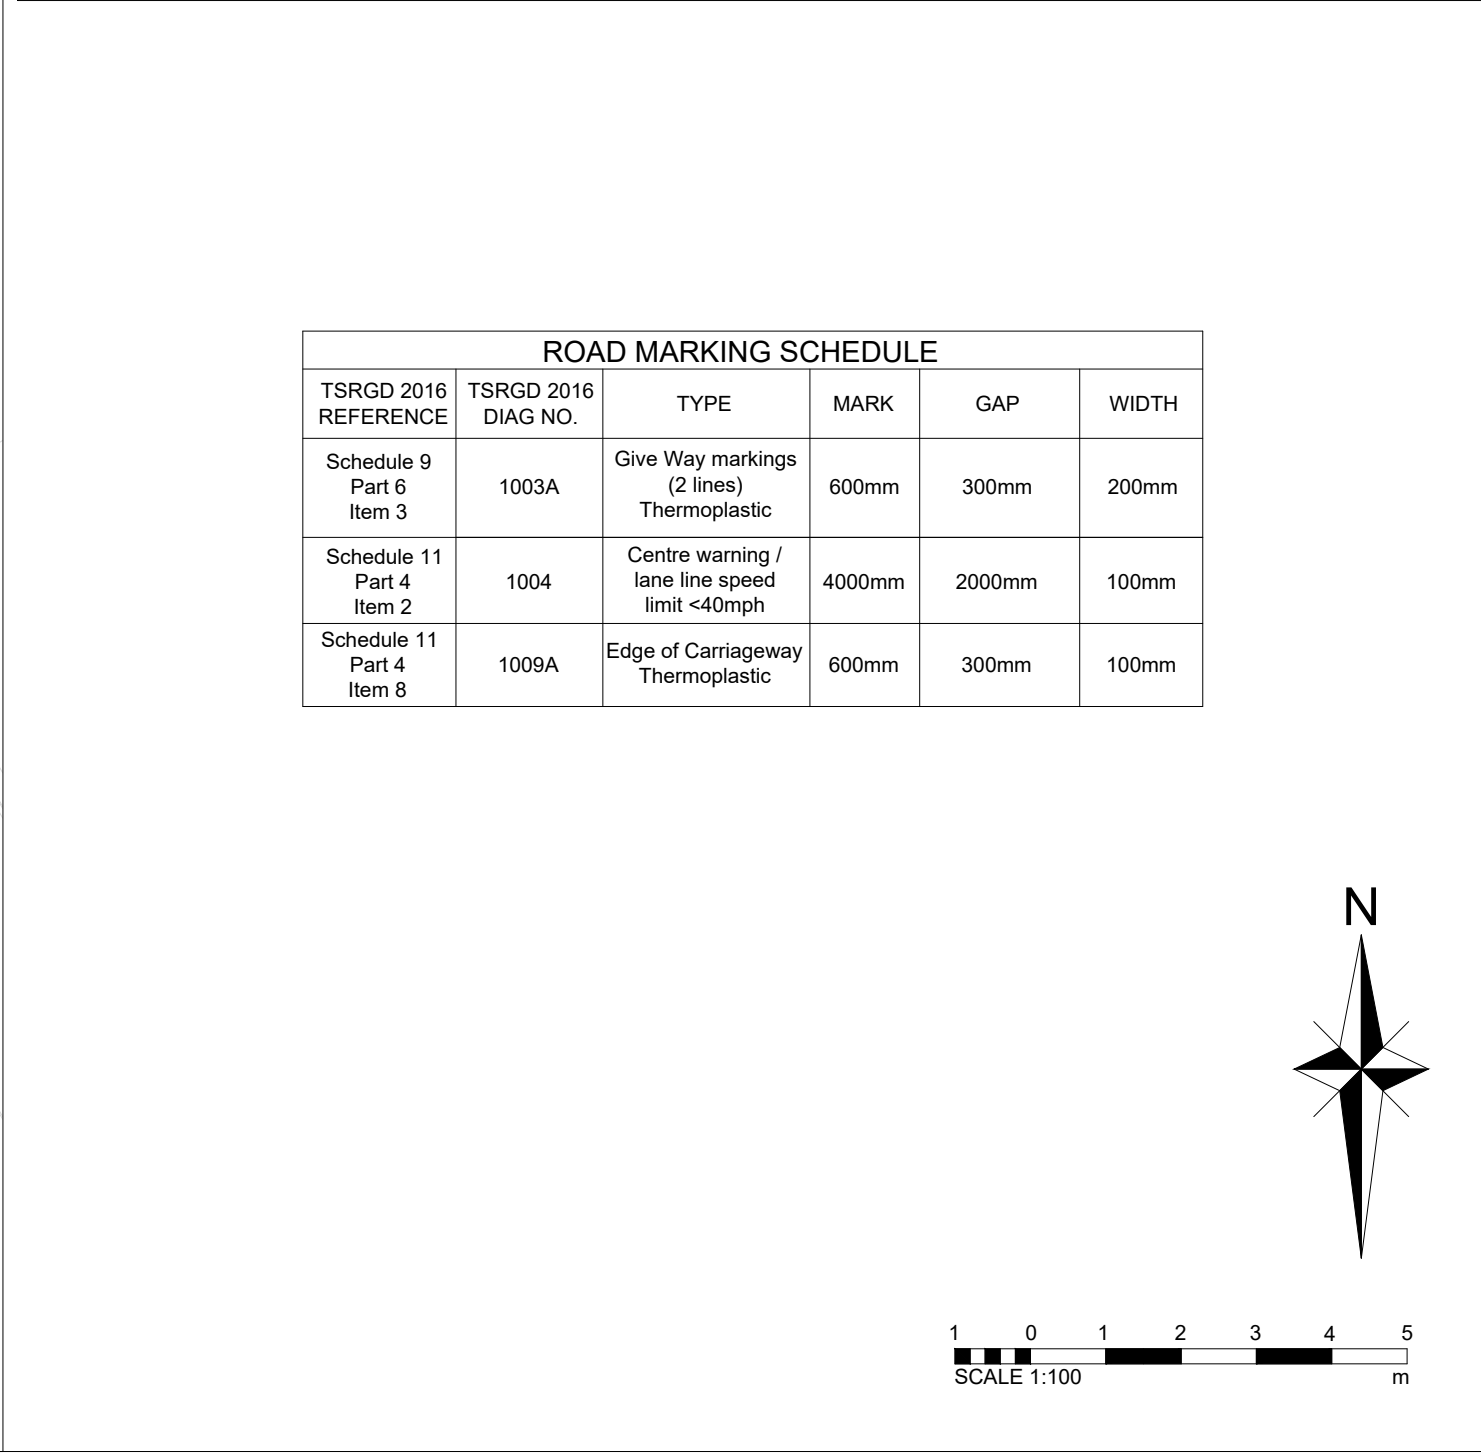 ROAD MARKING SCHEDULE
TSRGD 2016
REFERENCE
TSRGD 2016
DIAG NO.
TYPE
MARK
GAP
WIDTH
Schedule 9
Part 6
Item 3
1003A
Give Way markings
(2 lines)
Thermoplastic
600mm
300mm
200mm
Schedule 11
Part 4
Item 2
1004
Centre warning /
lane line speed
limit <40mph
4000mm
2000mm
100mm
Schedule 11
Part 4
Item 8
1009A
Edge of Carriageway
Thermoplastic
600mm
300mm
100mm
N
1 0 1 2 3 4 5
SCALE 1:100 m